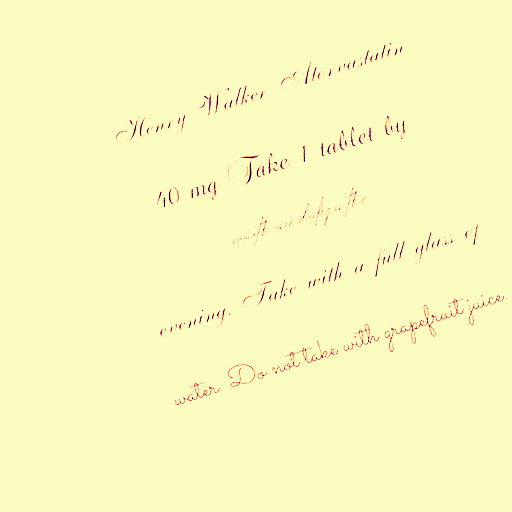 Henry Walker Atorvastatin
40 mg Take 1 tablet by
evening. Take with a full glass of
water. Do not take with grapefruit juice.